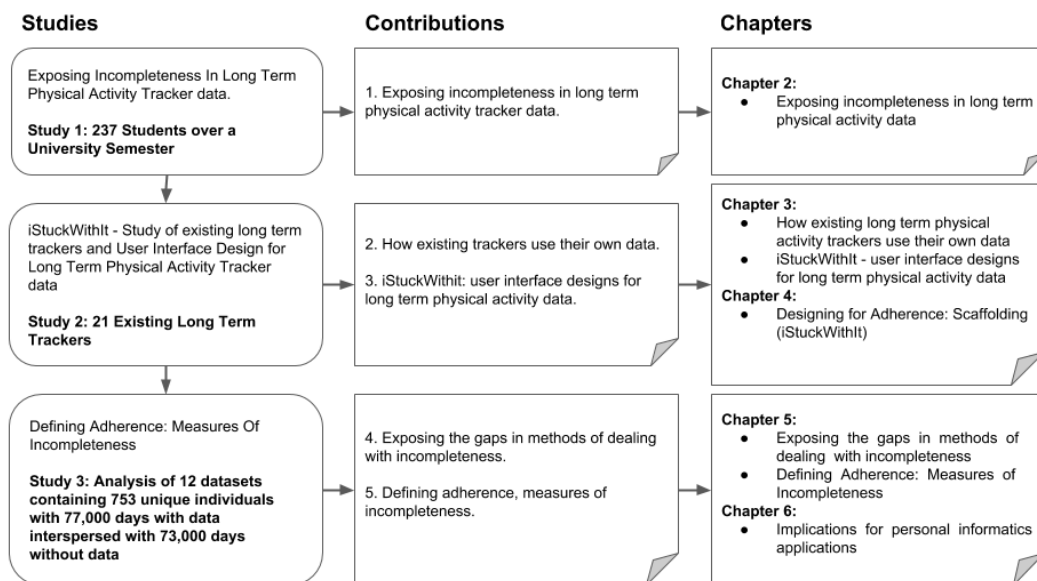 Studies
Contributions
Chapters
Exposing Incompleteness In Long Term
Physical Activity Tracker data.
Study 1: 237 Students over a
University Semester
1. Exposing incompleteness in long term
physical activity tracker data.
Chapter 2:
● Exposing incompleteness in long term
physical activity data
iStuckWithIt - Study of existing long term
trackers and User Interface Design for
Long Term Physical Activity Tracker
data
Study 2: 21 Existing Long Term
Trackers
2. How existing trackers use their own data.
3. iStuckWithit: user interface designs for
long term physical activity data.
Chapter 3:
● How existing long term physical
activity trackers use their own data
● iStuckWithIt - user interface designs
for long term physical activity data
Chapter 4:
● Designing for Adherence: Scaffolding
(iStuckWithIt)
Defining Adherence: Measures Of
Incompleteness
Study 3: Analysis of 12 datasets
containing 753 unique individuals
with 77,000 days with data
interspersed with 73,000 days
without data
4. Exposing the gaps in methods of dealing
with incompleteness.
5. Defining adherence, measures of
incompleteness.
Chapter 5:
● Exposing the gaps in methods of
dealing with incompleteness
● Defining Adherence: Measures of
Incompleteness
Chapter 6:
● Implications for personal informatics
applications